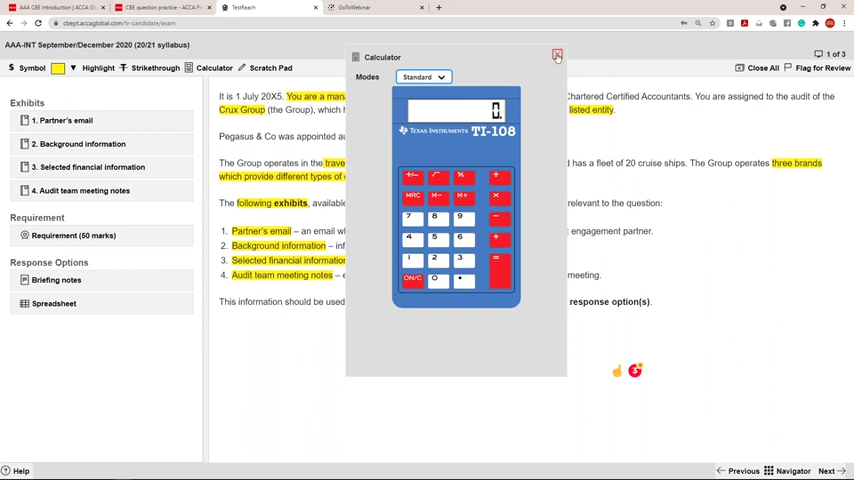 AAA CBE Introduction | ACCA G
CBE question practice - ACCA P
TestReach
GoToWebinar
cbept.accaglobal.com/tr-candidate/exam
AAA-INT September/December 2020 (20/21 syllabus)
1 of 3
$ Symbol
Highlight
Strikethrough
Calculator
Scratch Pad
Close All
Flag for Review
Exhibits
1. Partner's email
2. Background information
3. Selected financial information
4. Audit team meeting notes
Requirement
Requirement (50 marks)
Response Options
Briefing notes
Spreadsheet
It is 1 July 20X5. You are a mana
Chartered Certified Accountants. You are assigned to the audit of the
Crux Group (the Group), which h
listed entity.
Pegasus & Co was appointed au
The Group operates in the trave
d has a fleet of 20 cruise ships. The Group operates three brands
which provide different types of
The following exhibits, available
relevant to the question:
1. Partner's email – an email w
t engagement partner.
2. Background information – inf
3. Selected financial information
4. Audit team meeting notes – e
meeting.
This information should be used
response option(s).
Calculator
Modes
Standard
0.
TEXAS INSTRUMENTS TI-108
+/− √ % ÷
MRC M− M+ ×
7 8 9 −
4 5 6 +
1 2 3 =
ON/C 0 •
3
Help
Previous
Navigator
Next